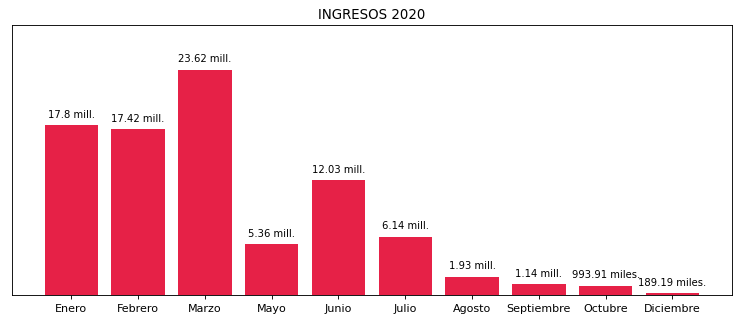 INGRESOS 2020
17.8 mill.
17.42 mill.
23.62 mill.
5.36 mill.
12.03 mill.
6.14 mill.
1.93 mill.
1.14 mill.
993.91 miles.
189.19 miles.
Enero Febrero Marzo Mayo Junio Julio Agosto Septiembre Octubre Diciembre